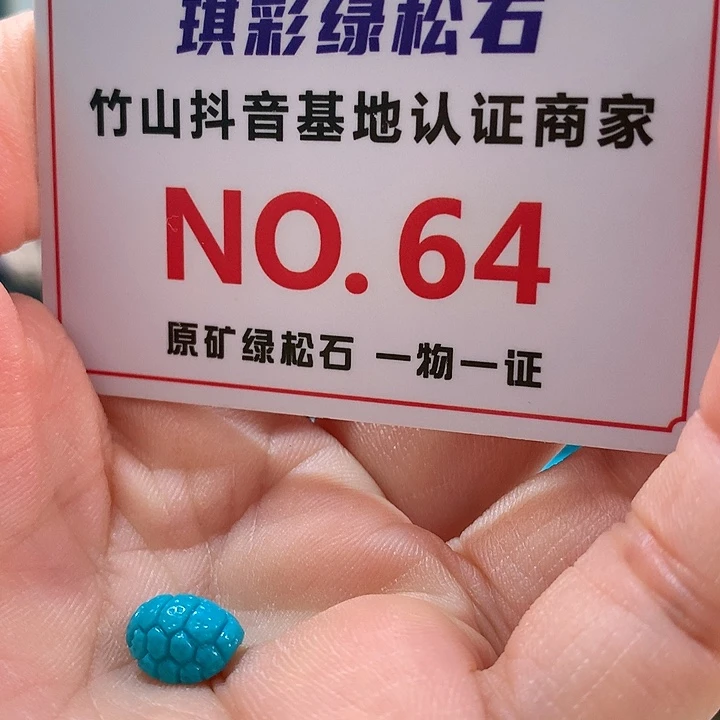 琪彩绿松石
竹山抖音基地认证商家
NO. 64
原矿绿松石 一物一证